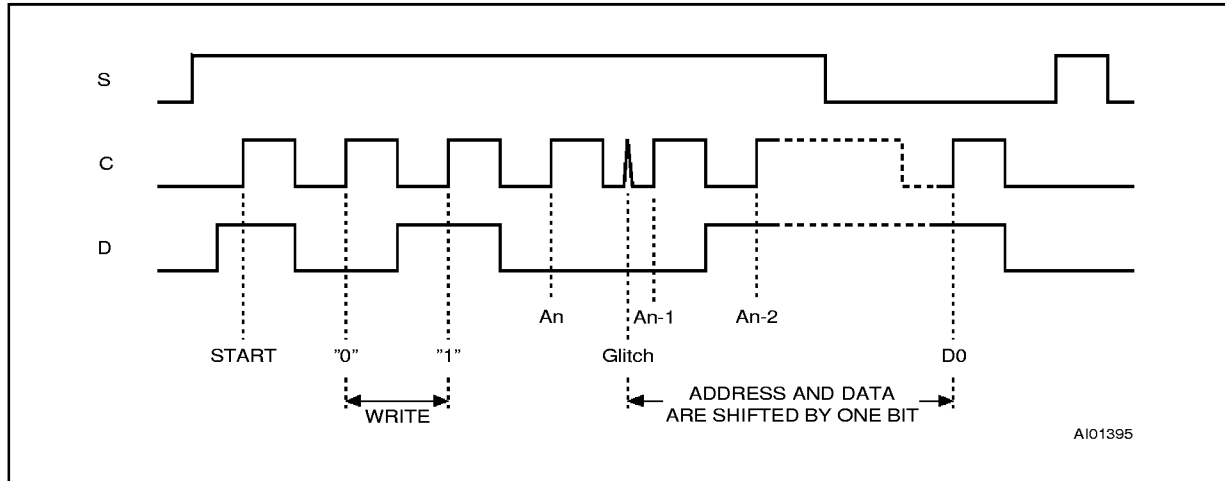 S
C
D
An
An-1
An-2
START
"0"
"1"
Glitch
D0
WRITE
ADDRESS AND DATA
ARE SHIFTED BY ONE BIT
AI01395